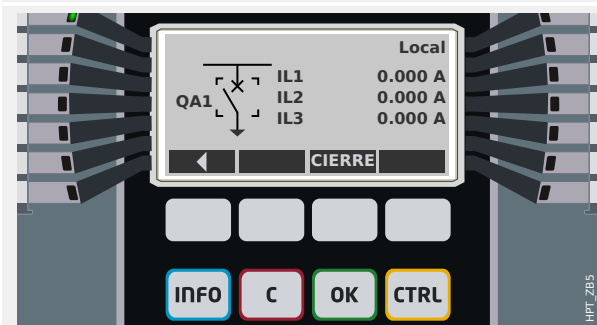 Local
IL1 0.000 A
QA1 IL2 0.000 A
IL3 0.000 A
CIERRE
INFO C OK CTRL
HPT_ZB5